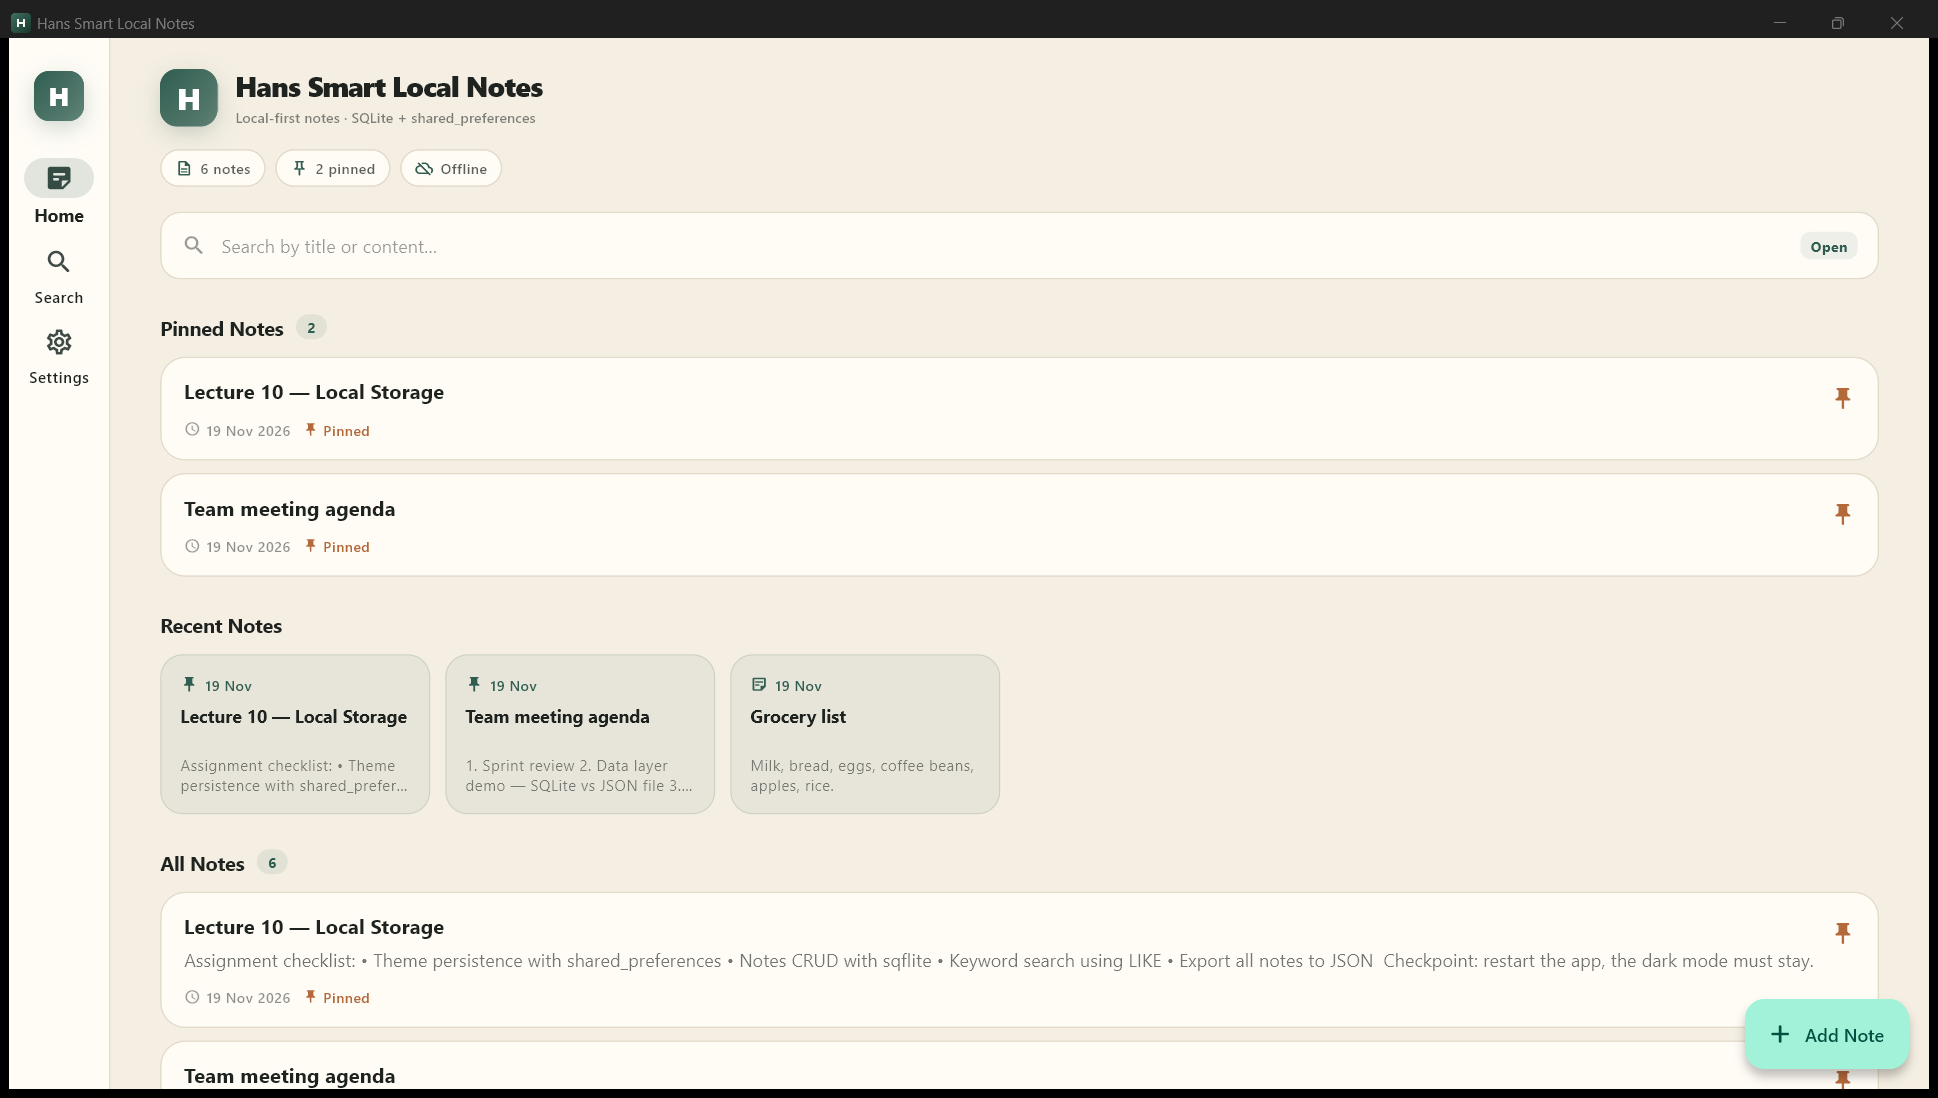 H Hans Smart Local Notes
H
Home
Search
Settings
H
Hans Smart Local Notes
Local-first notes · SQLite + shared_preferences
6 notes
2 pinned
Offline
Search by title or content...
Open
Pinned Notes 2
Lecture 10 — Local Storage
19 Nov 2026 Pinned
Team meeting agenda
19 Nov 2026 Pinned
Recent Notes
19 Nov
Lecture 10 — Local Storage
Assignment checklist: • Theme
persistence with shared_prefer...
19 Nov
Team meeting agenda
1. Sprint review 2. Data layer
demo — SQLite vs JSON file 3....
19 Nov
Grocery list
Milk, bread, eggs, coffee beans,
apples, rice.
All Notes 6
Lecture 10 — Local Storage
Assignment checklist: • Theme persistence with shared_preferences • Notes CRUD with sqflite • Keyword search using LIKE • Export all notes to JSON  Checkpoint: restart the app, the dark mode must stay.
19 Nov 2026 Pinned
Team meeting agenda
+ Add Note